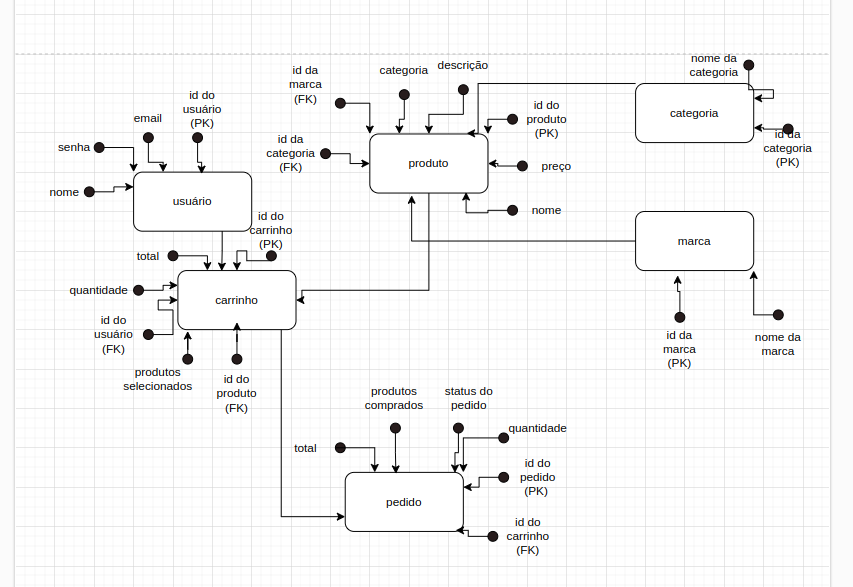 nome da
categoria
descrição
categoria
id da
marca
(FK)
id do
usuário
(PK)
id do
produto
(PK)
categoria
email
id da
categoria
(PK)
senha
id da
categoria
(FK)
produto
preço
nome
usuário
nome
id do
carrinho
(PK)
marca
total
quantidade
carrinho
id do
usuário
(FK)
id da
marca
(PK)
nome da
marca
produtos
selecionados
id do
produto
(FK)
produtos
comprados
status do
pedido
quantidade
total
id do
pedido
(PK)
pedido
id do
carrinho
(FK)